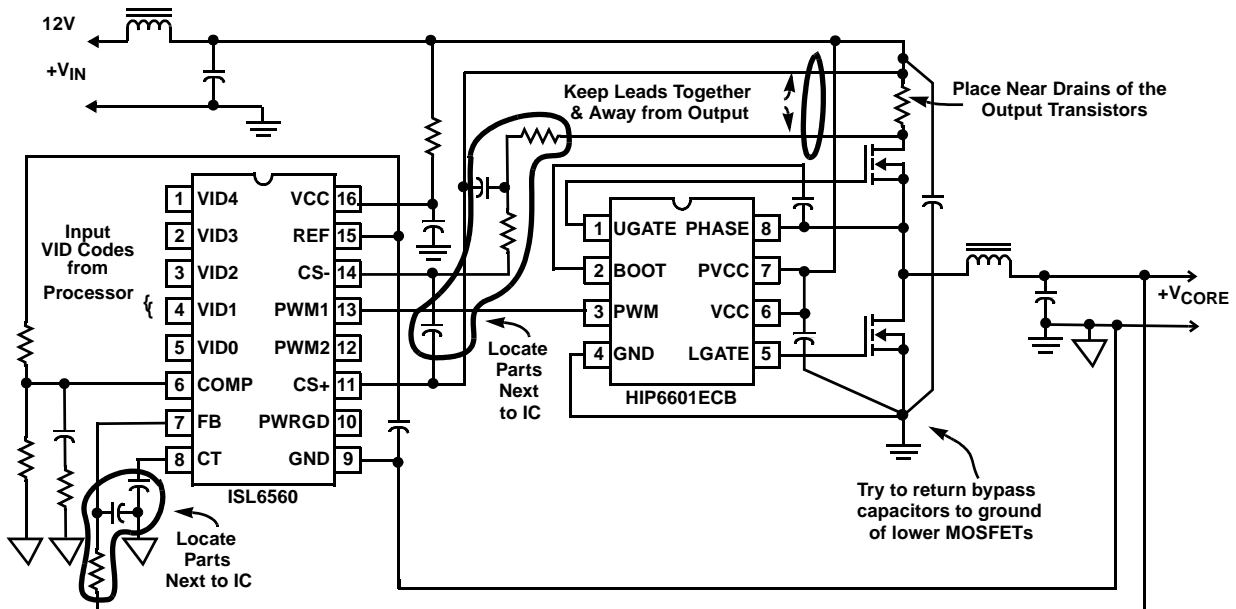 12V
+VIN
Keep Leads Together
& Away from Output
Place Near Drains of the
Output Transistors
Input
VID Codes
from
Processor
{
1 VID4 VCC 16
2 VID3 REF 15
3 VID2 CS- 14
4 VID1 PWM1 13
5 VID0 PWM2 12
6 COMP CS+ 11
7 FB PWRGD 10
8 CT GND 9
ISL6560
1 UGATE PHASE 8
2 BOOT PVCC 7
3 PWM VCC 6
4 GND LGATE 5
HIP6601ECB
+VCORE
Locate
Parts
Next
to IC
Locate
Parts
Next to IC
Try to return bypass
capacitors to ground
of lower MOSFETs